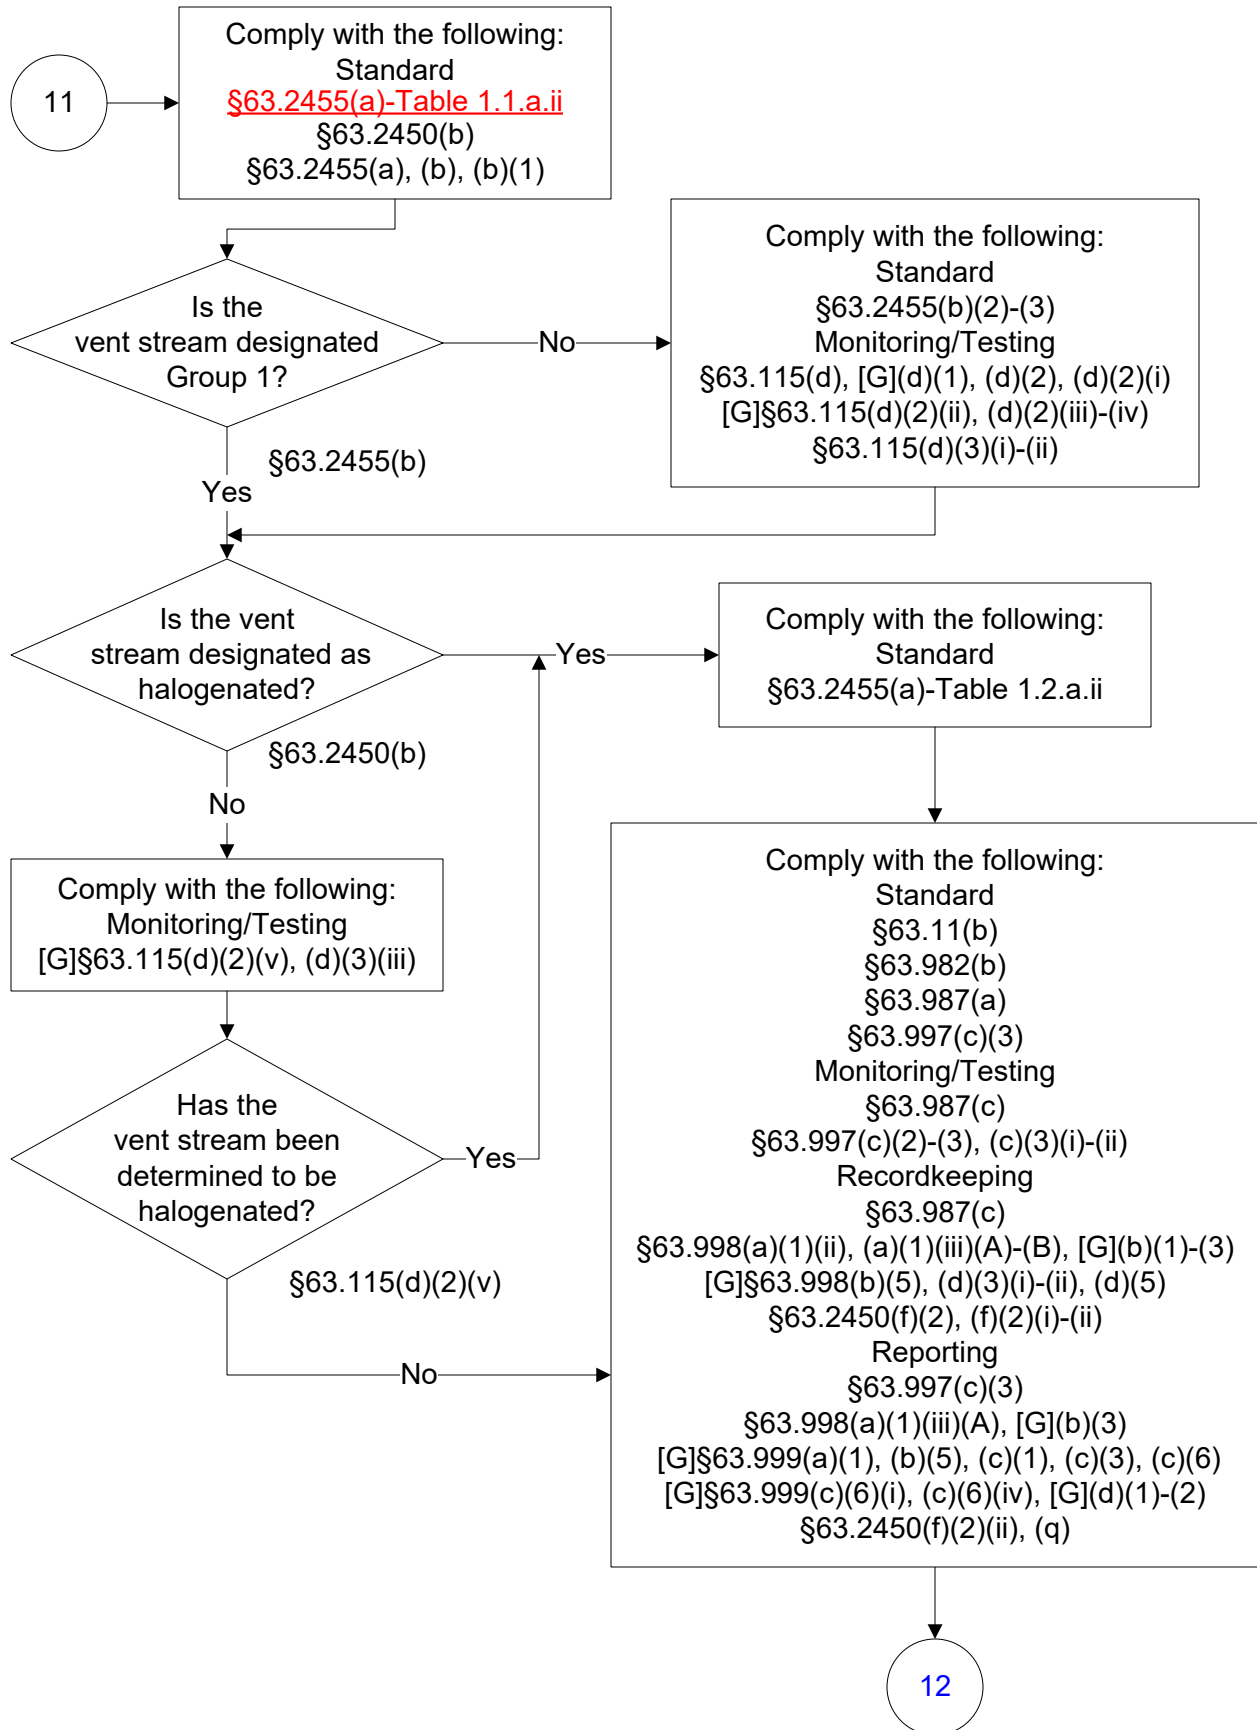 11
Comply with the following:
Standard
§63.2455(a)-Table 1.1.a.ii
§63.2450(b)
§63.2455(a), (b), (b)(1)
Is the
vent stream designated
Group 1?
No
Comply with the following:
Standard
§63.2455(b)(2)-(3)
Monitoring/Testing
§63.115(d), [G](d)(1), (d)(2), (d)(2)(i)
[G]§63.115(d)(2)(ii), (d)(2)(iii)-(iv)
§63.115(d)(3)(i)-(ii)
§63.2455(b)
Yes
Is the vent
stream designated as
halogenated?
Yes
Comply with the following:
Standard
§63.2455(a)-Table 1.2.a.ii
§63.2450(b)
No
Comply with the following:
Monitoring/Testing
[G]§63.115(d)(2)(v), (d)(3)(iii)
Has the
vent stream been
determined to be
halogenated?
Yes
§63.115(d)(2)(v)
No
Comply with the following:
Standard
§63.11(b)
§63.982(b)
§63.987(a)
§63.997(c)(3)
Monitoring/Testing
§63.987(c)
§63.997(c)(2)-(3), (c)(3)(i)-(ii)
Recordkeeping
§63.987(c)
§63.998(a)(1)(ii), (a)(1)(iii)(A)-(B), [G](b)(1)-(3)
[G]§63.998(b)(5), (d)(3)(i)-(ii), (d)(5)
§63.2450(f)(2), (f)(2)(i)-(ii)
Reporting
§63.997(c)(3)
§63.998(a)(1)(iii)(A), [G](b)(3)
[G]§63.999(a)(1), (b)(5), (c)(1), (c)(3), (c)(6)
[G]§63.999(c)(6)(i), (c)(6)(iv), [G](d)(1)-(2)
§63.2450(f)(2)(ii), (q)
12